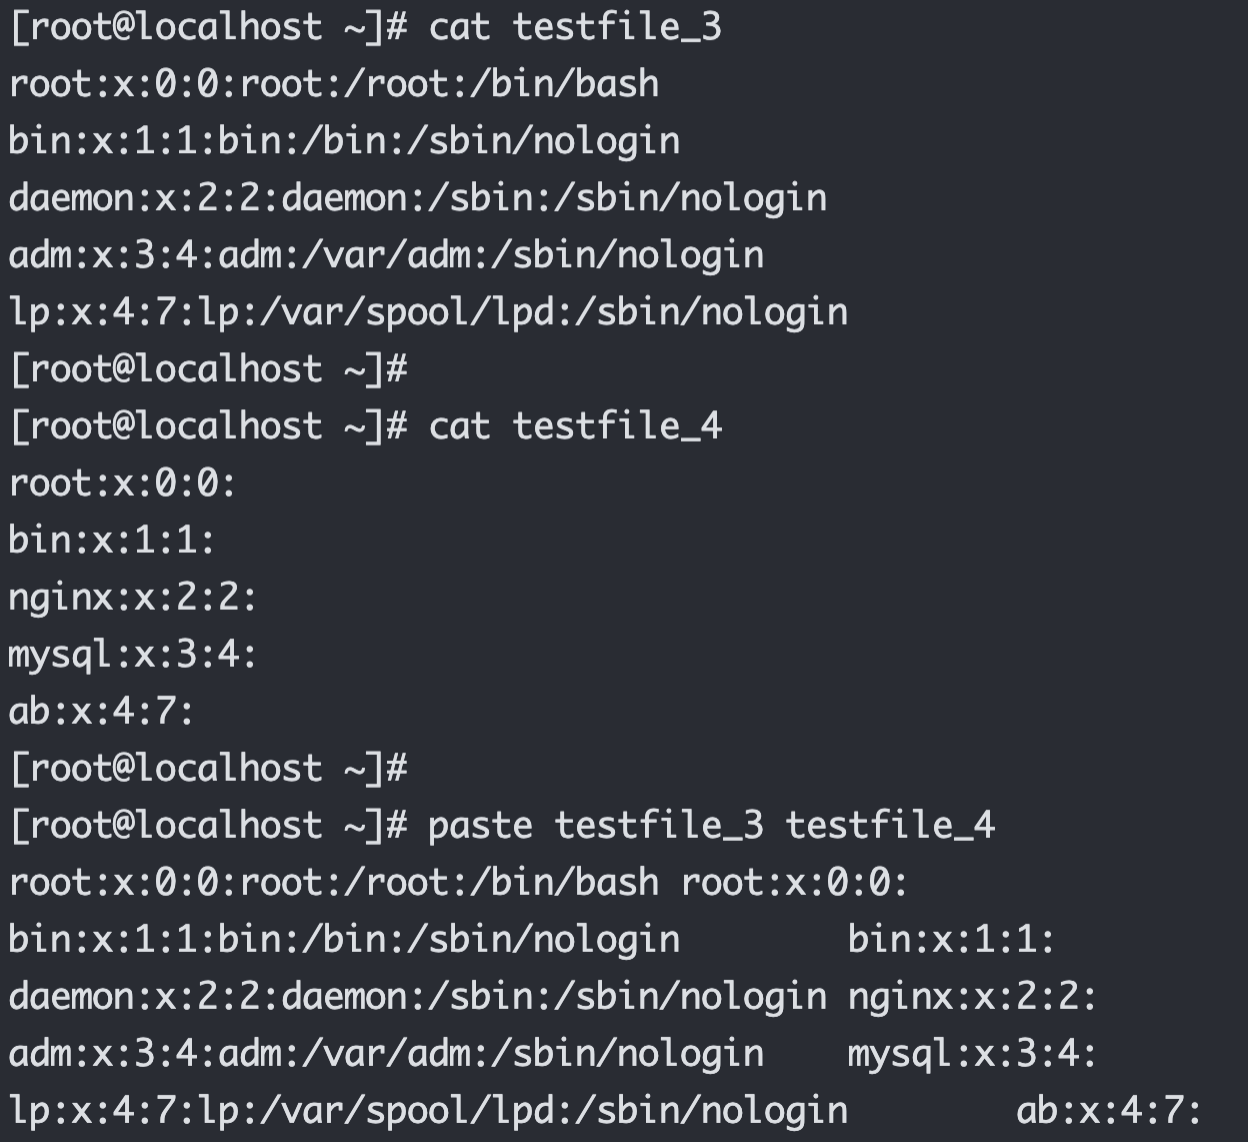 [root@localhost ~]# cat testfile_3
root:x:0:0:root:/root:/bin/bash
bin:x:1:1:bin:/bin:/sbin/nologin
daemon:x:2:2:daemon:/sbin:/sbin/nologin
adm:x:3:4:adm:/var/adm:/sbin/nologin
lp:x:4:7:lp:/var/spool/lpd:/sbin/nologin
[root@localhost ~]#
[root@localhost ~]# cat testfile_4
root:x:0:0:
bin:x:1:1:
nginx:x:2:2:
mysql:x:3:4:
ab:x:4:7:
[root@localhost ~]#
[root@localhost ~]# paste testfile_3 testfile_4
root:x:0:0:root:/root:/bin/bash root:x:0:0:
bin:x:1:1:bin:/bin:/sbin/nologin        bin:x:1:1:
daemon:x:2:2:daemon:/sbin:/sbin/nologin nginx:x:2:2:
adm:x:3:4:adm:/var/adm:/sbin/nologin    mysql:x:3:4:
lp:x:4:7:lp:/var/spool/lpd:/sbin/nologin        ab:x:4:7: